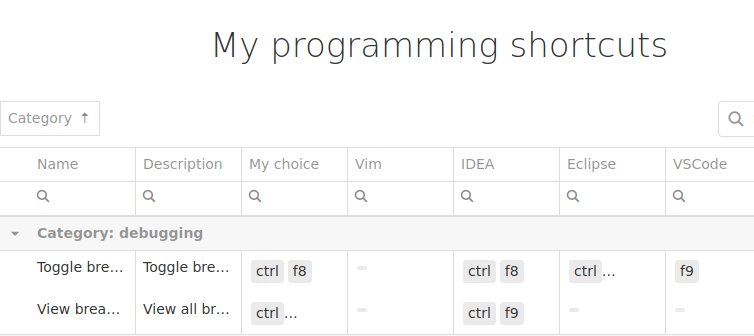 My programming shortcuts
Category ↑
Name Description My choice Vim IDEA Eclipse VSCode
Category: debugging
Toggle bre... Toggle bre... ctrl f8 - ctrl f8 ctrl... f9
View brea... View all br... ctrl... - ctrl f9 - -